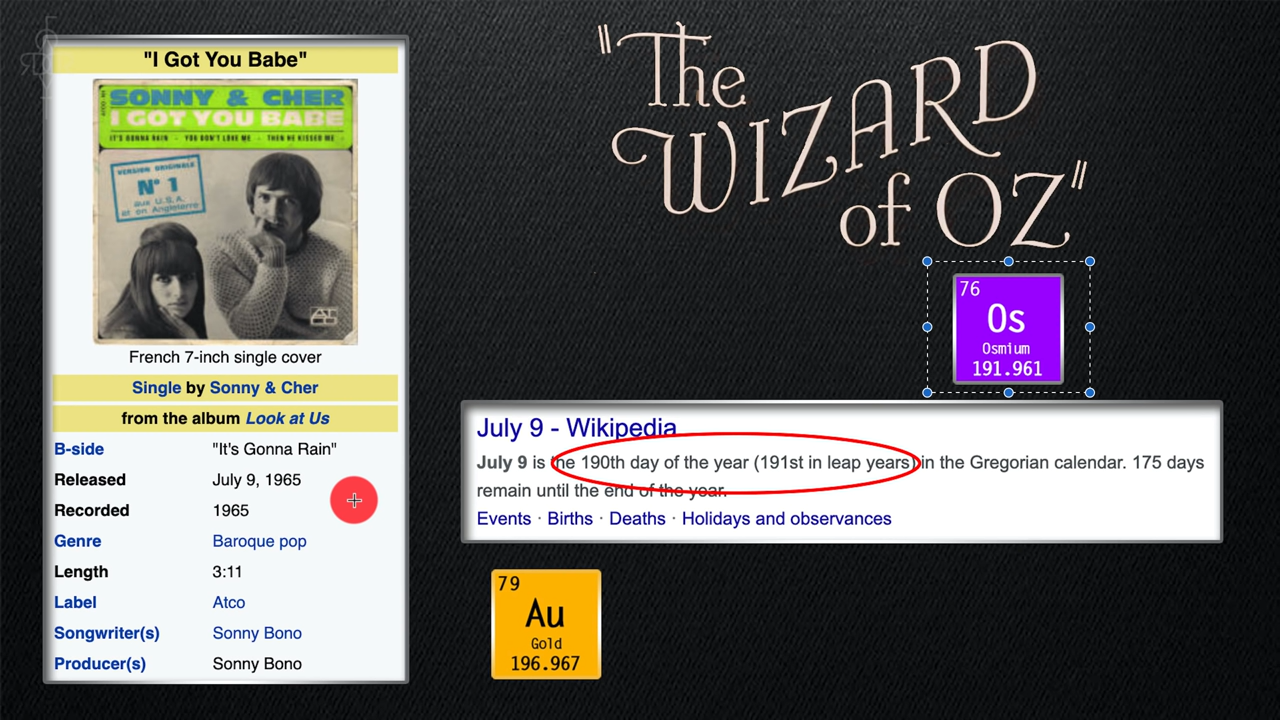 "I Got You Babe"
SONNY & CHER
I GOT YOU BABE
IT'S GONNA RAIN - YOU DON'T LOVE ME - THEN HE KISSED ME
VERSION ORIGINALE
N° 1
aux U.S.A.
et en Angleterre
ATCO
French 7-inch single cover
Single by Sonny & Cher
from the album Look at Us
B-side "It's Gonna Rain"
Released July 9, 1965
Recorded 1965
Genre Baroque pop
Length 3:11
Label Atco
Songwriter(s) Sonny Bono
Producer(s) Sonny Bono
"The
WIZARD
of OZ"
76
Os
Osmium
191.961
July 9 - Wikipedia
July 9 is the 190th day of the year (191st in leap years) in the Gregorian calendar. 175 days
remain until the end of the year.
Events · Births · Deaths · Holidays and observances
79
Au
Gold
196.967